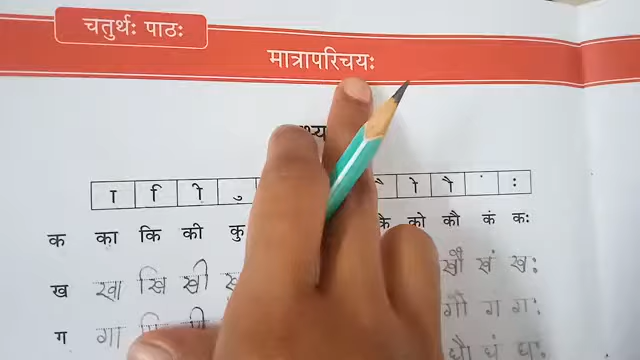 चतुर्थः पाठः
मात्रापरिचयः
ा ि ी ु ै ो ौ ं ः
क का कि की कु कै को कौ कं कः
ख खा खि खी खौ खं खः
ग गा गी गौ ग गः
घौ घं घः